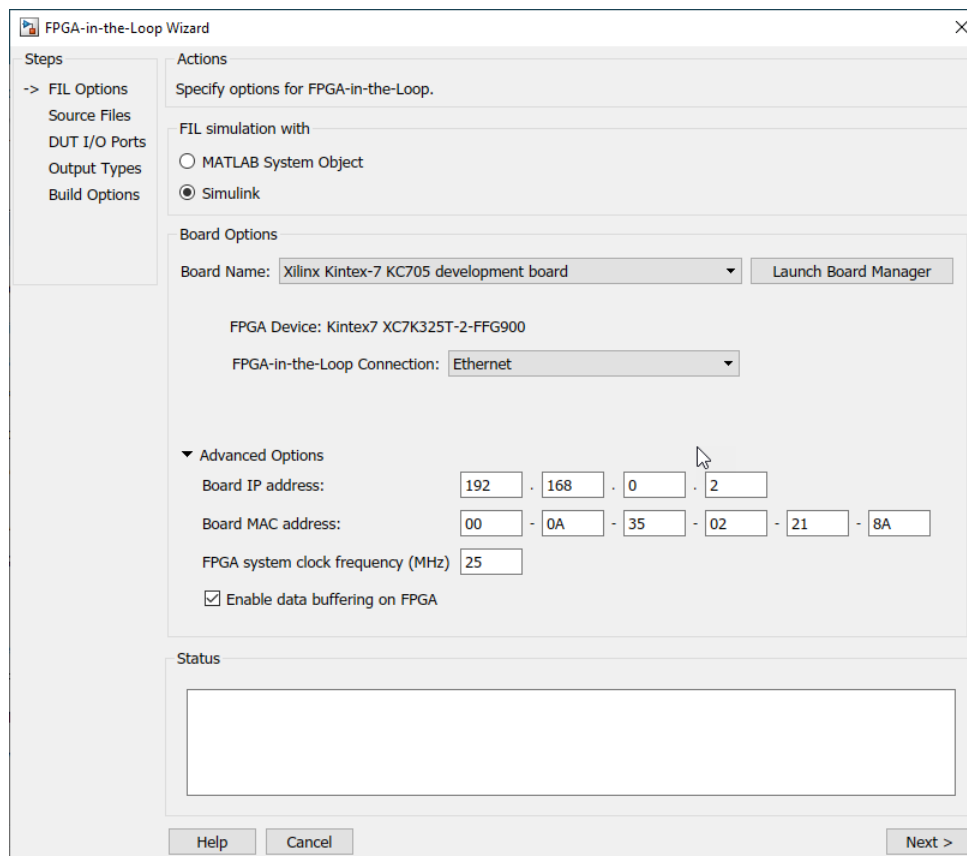 FPGA-in-the-Loop Wizard
Steps
-> FIL Options
Source Files
DUT I/O Ports
Output Types
Build Options
Actions
Specify options for FPGA-in-the-Loop.
FIL simulation with
MATLAB System Object
Simulink
Board Options
Board Name: Xilinx Kintex-7 KC705 development board Launch Board Manager
FPGA Device: Kintex7 XC7K325T-2-FFG900
FPGA-in-the-Loop Connection: Ethernet
Advanced Options
Board IP address: 192 . 168 . 0 . 2
Board MAC address: 00 - 0A - 35 - 02 - 21 - 8A
FPGA system clock frequency (MHz) 25
Enable data buffering on FPGA
Status
Help Cancel Next >